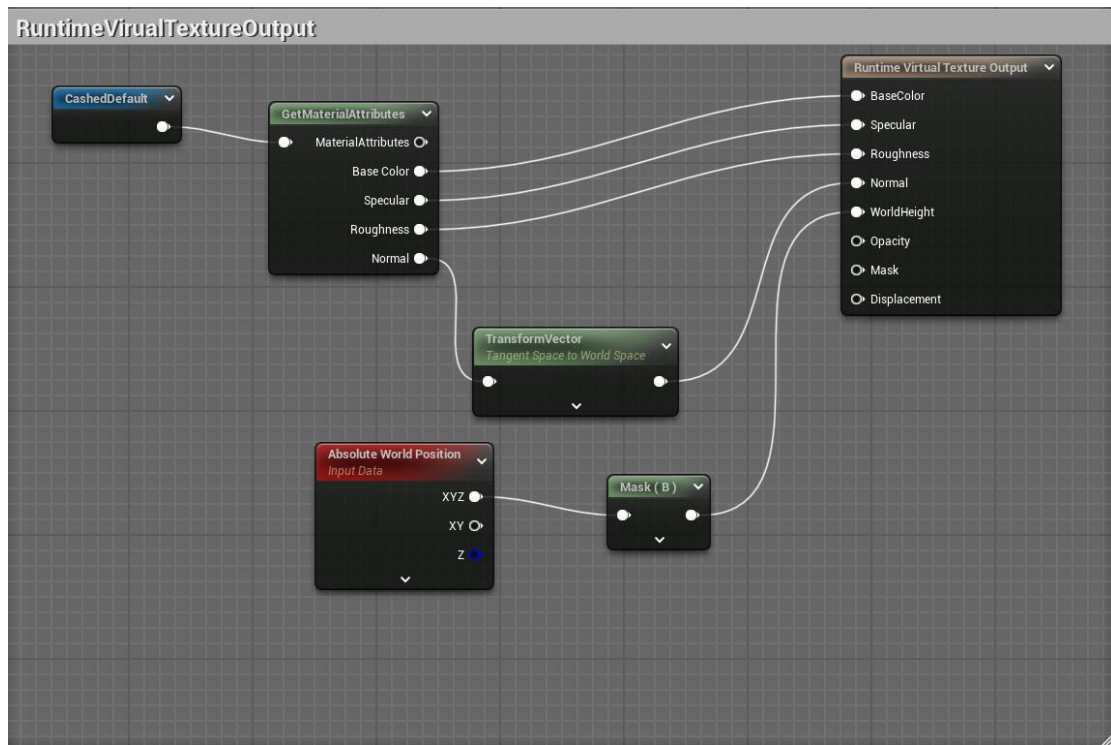 RuntimeVirualTextureOutput
CashedDefault
GetMaterialAttributes
MaterialAttributes
Base Color
Specular
Roughness
Normal
TransformVector
Tangent Space to World Space
Absolute World Position
Input Data
XYZ
XY
Z
Mask ( B )
Runtime Virtual Texture Output
BaseColor
Specular
Roughness
Normal
WorldHeight
Opacity
Mask
Displacement